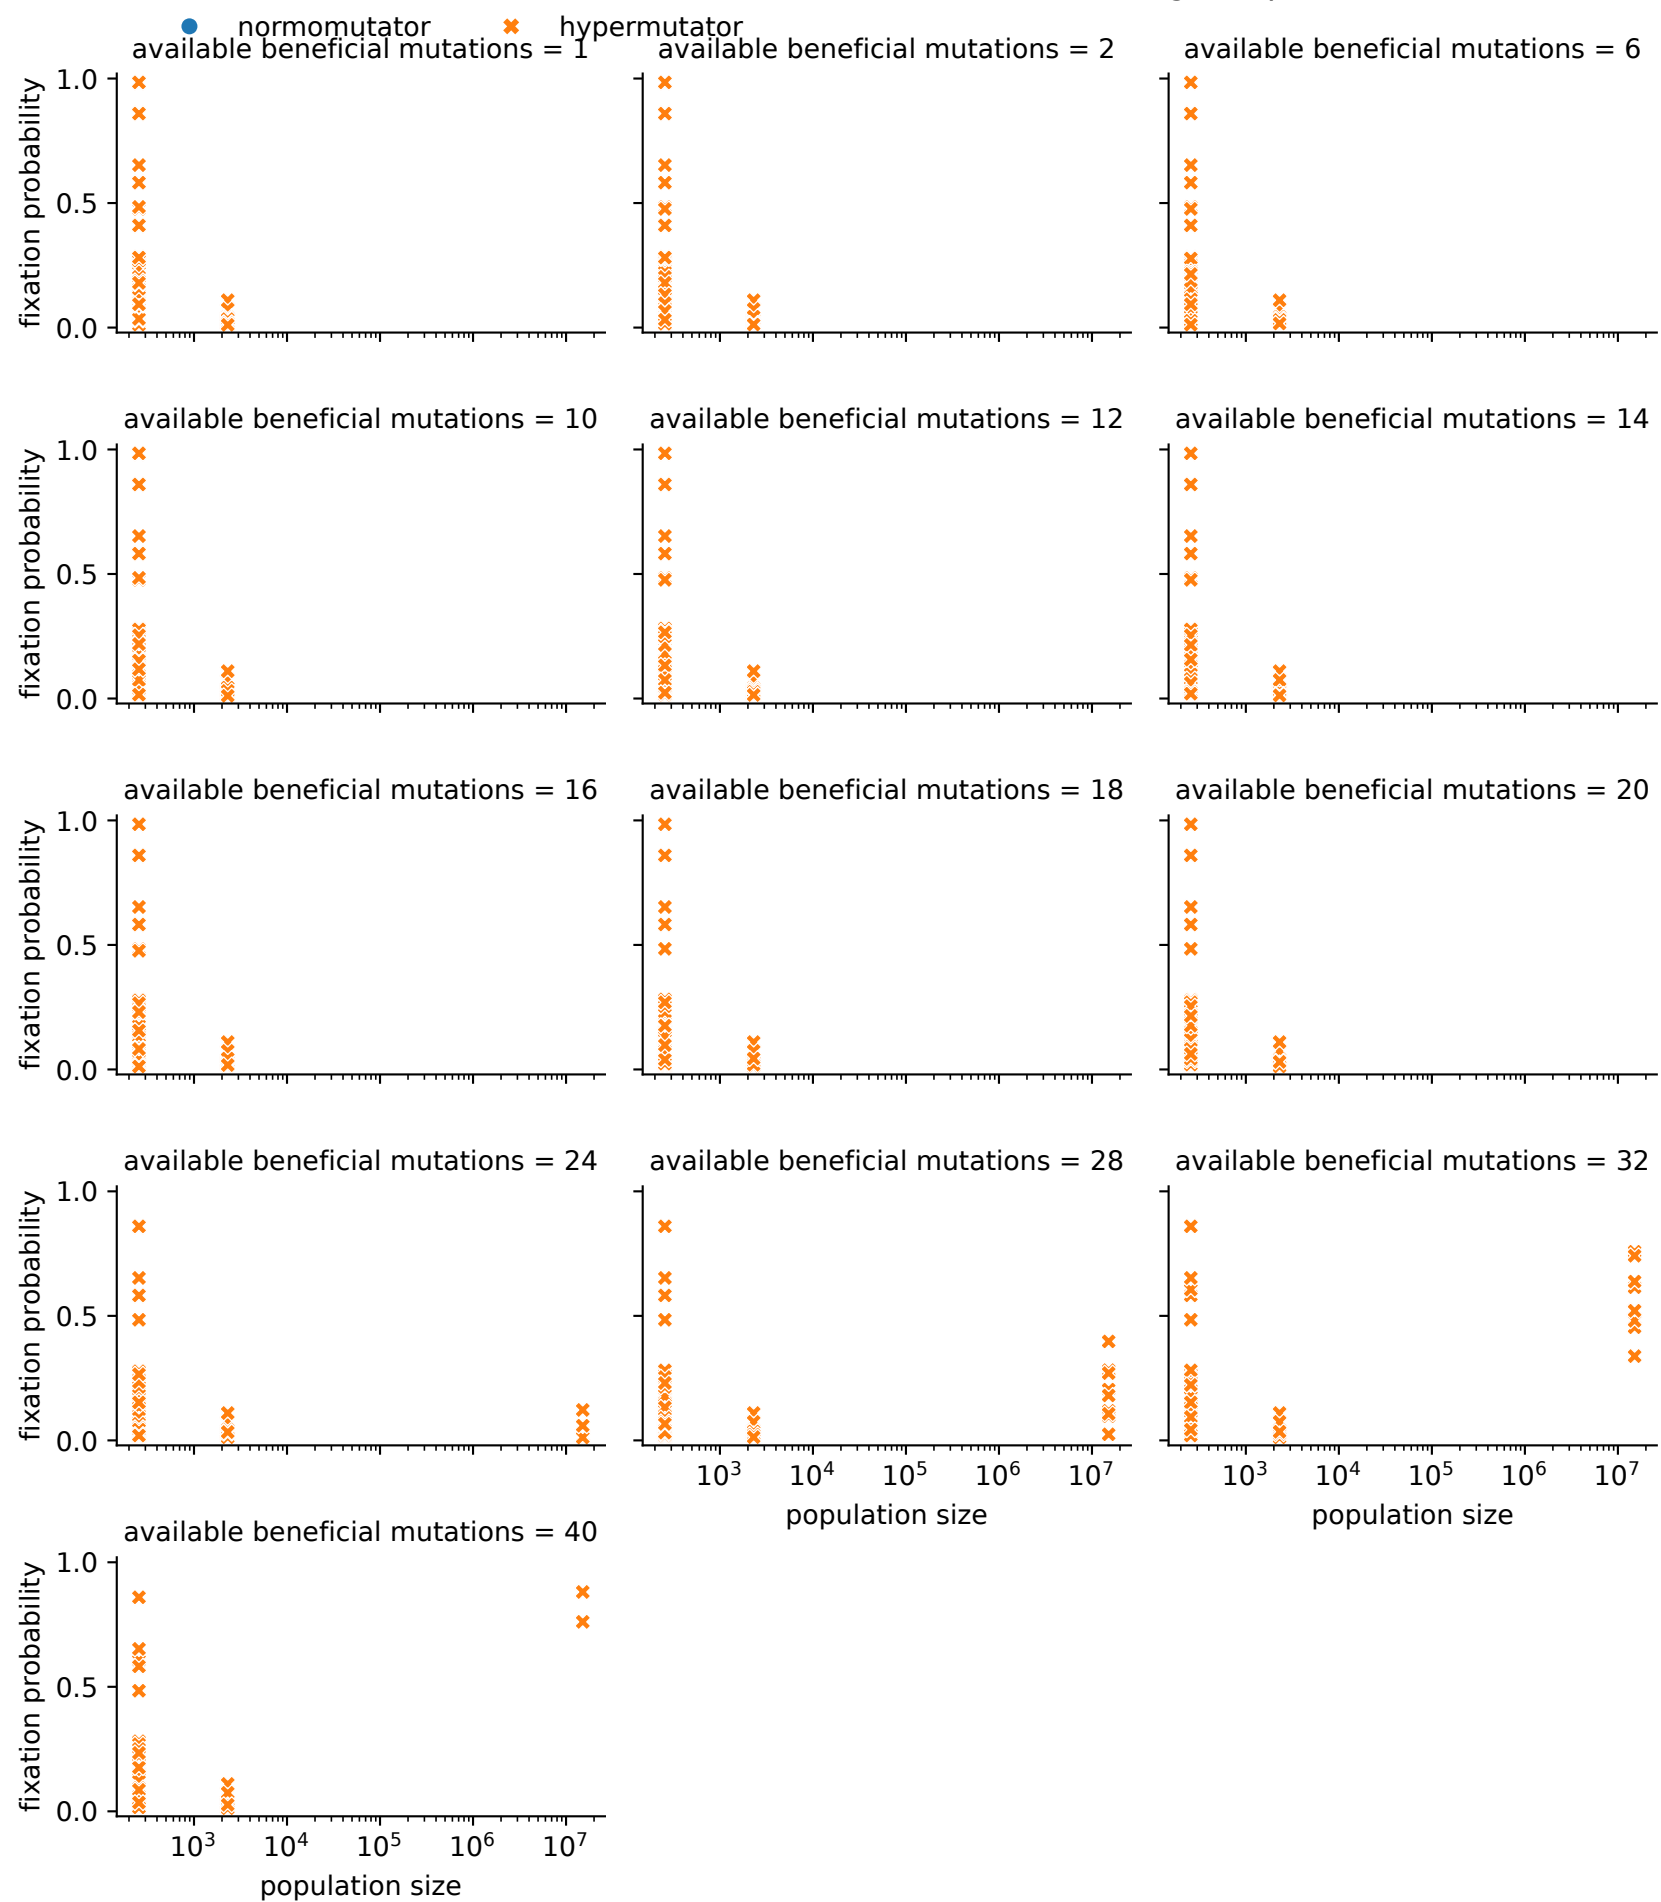 normomutator hypermutator
available beneficial mutations = 1 available beneficial mutations = 2 available beneficial mutations = 6
fixation probability
1.0
0.5
0.0
available beneficial mutations = 10 available beneficial mutations = 12 available beneficial mutations = 14
fixation probability
1.0
0.5
0.0
available beneficial mutations = 16 available beneficial mutations = 18 available beneficial mutations = 20
fixation probability
1.0
0.5
0.0
available beneficial mutations = 24 available beneficial mutations = 28 available beneficial mutations = 32
fixation probability
1.0
0.5
0.0
10³ 10⁴ 10⁵ 10⁶ 10⁷ 10³ 10⁴ 10⁵ 10⁶ 10⁷
population size population size
available beneficial mutations = 40
fixation probability
1.0
0.5
0.0
10³ 10⁴ 10⁵ 10⁶ 10⁷
population size